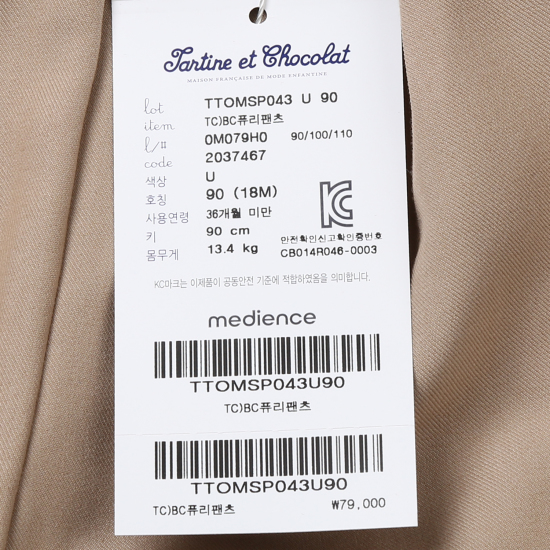 Tartine et Chocolat
MAISON FRANÇAISE DE MODE ENFANTINE
lot TTOMSP043 U 90
item TC)BC퓨리팬츠
l/II 0M079H0 90/100/110
code 2037467
색상 U
호칭 90 (18M)
사용연령 36개월 미만
키 90 cm
몸무게 13.4 kg
안전확인신고확인증번호
CB014R046-0003
KC마크는 이제품이 공동안전 기준에 적합하였음을 의미합니다.
medience
TTOMSP043U90
TC)BC퓨리팬츠
TTOMSP043U90
TC)BC퓨리팬츠 ₩79,000